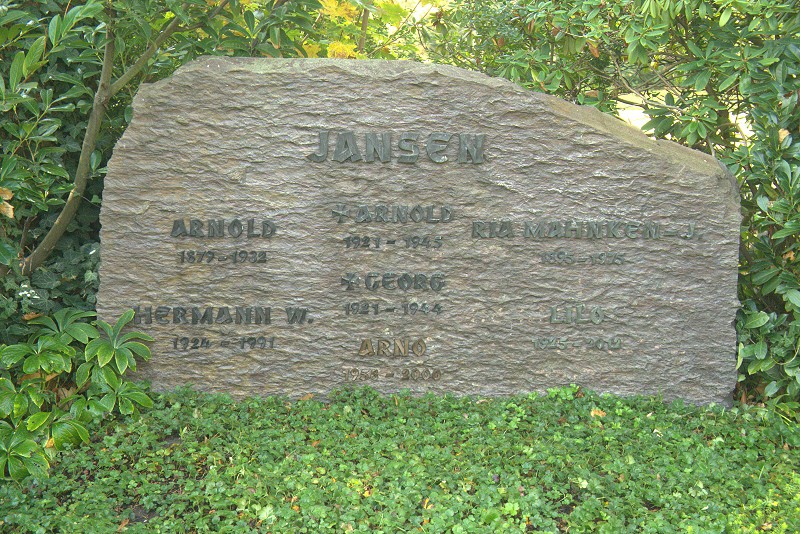 JANSEN
ARNOLD
1879 – 1932
HERMANN W.
1924 – 1991
ARNOLD
1921 – 1945
GEORG
1921 – 1944
ARNO
RIA MAHNKEN-J.
LILO